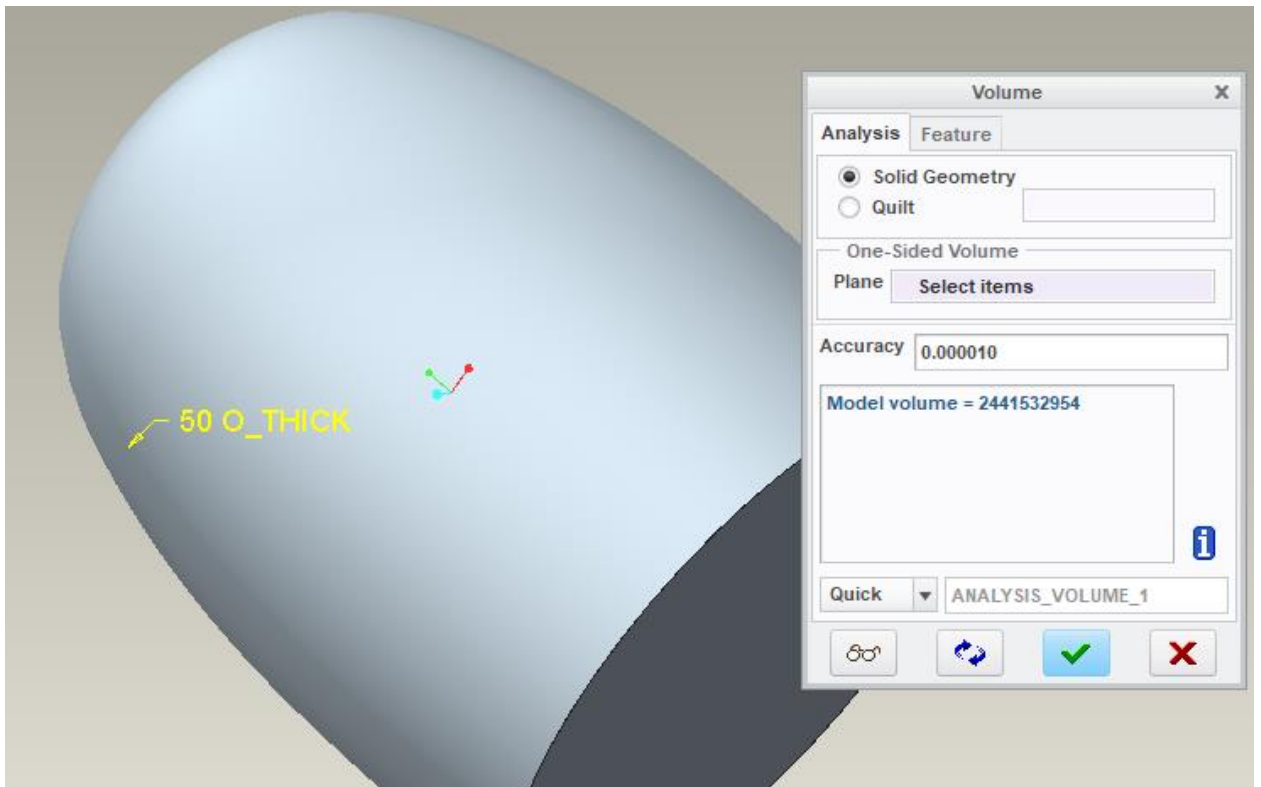 50 O_THICK
Volume X
Analysis Feature
Solid Geometry
Quilt
One-Sided Volume
Plane Select items
Accuracy 0.000010
Model volume = 2441532954
i
Quick ANALYSIS_VOLUME_1